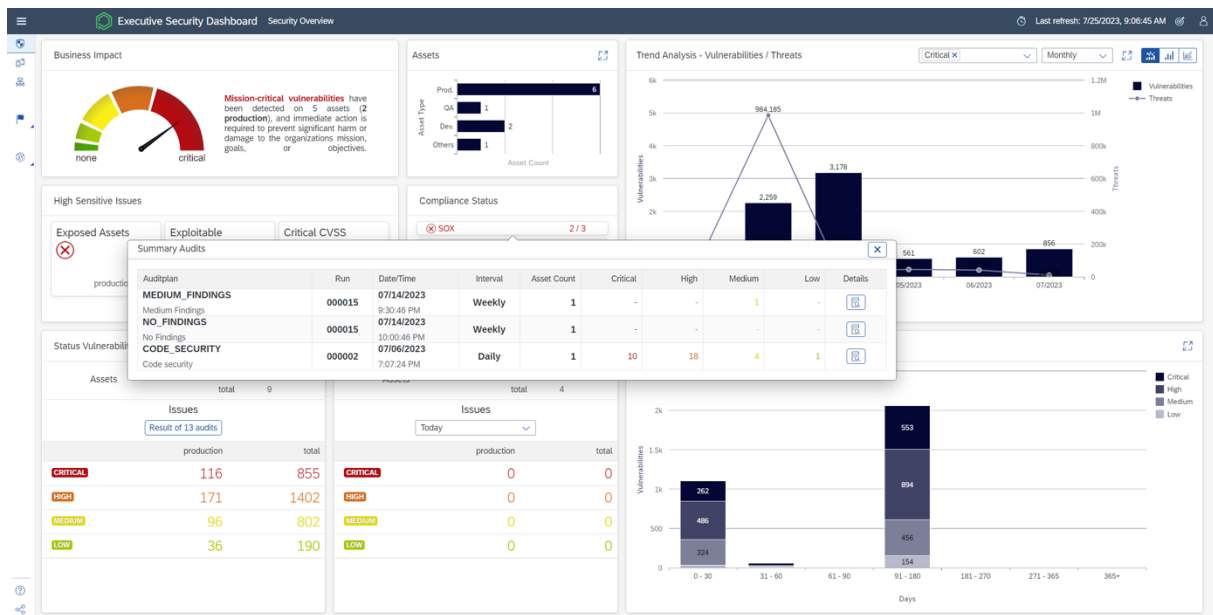 Executive Security Dashboard Security Overview
Last refresh: 7/25/2023, 9:06:45 AM
Business Impact
none
critical
Mission-critical vulnerabilities have
been detected on 5 assets (2
production), and immediate action is
required to prevent significant harm or
damage to the organizations mission,
goals, or objectives.
Assets
Asset Type
Prod. 6
QA 1
Dev. 2
Others 1
Asset Count
Trend Analysis - Vulnerabilities / Threats
Critical
Monthly
6k
5k
4k
3k
2k
Vulnerabilities
984,185
2,259
3,178
561
602
856
1.2M
1M
800k
600k
400k
200k
0
Threats
05/2023
06/2023
07/2023
Vulnerabilities
Threats
High Sensitive Issues
Exposed Assets
Exploitable
Critical CVSS
Compliance Status
SOX 2 / 3
Summary Audits
Auditplan Run Date/Time Interval Asset Count Critical High Medium Low Details
MEDIUM_FINDINGS 000015 07/14/2023 Weekly 1 - - 1 -
Medium Findings 9:30:46 PM
NO_FINDINGS 000015 07/14/2023 Weekly 1 - - - -
No Findings 10:00:46 PM
CODE_SECURITY 000002 07/06/2023 Daily 1 10 18 4 1
Code security 7:07:24 PM
Assets
total 9
Issues
Result of 13 audits
production total
CRITICAL 116 855
HIGH 171 1402
MEDIUM 96 802
LOW 36 190
Assets
total 4
Issues
Today
production total
CRITICAL 0 0
HIGH 0 0
MEDIUM 0 0
LOW 0 0
Critical
High
Medium
Low
2k
1.5k
1k
500
0
Vulnerabilities
262
486
324
553
894
456
154
0 - 30
31 - 60
61 - 90
91 - 180
181 - 270
271 - 365
365+
Days